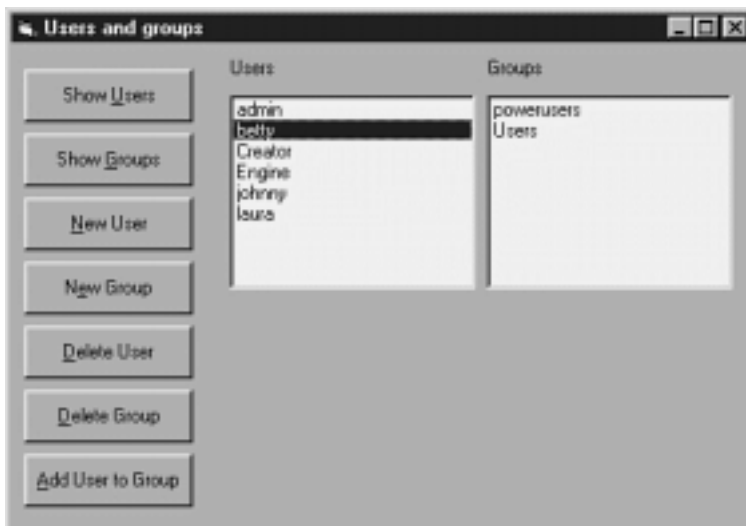 Users and groups
Show Users
Show Groups
New User
New Group
Delete User
Delete Group
Add User to Group
Users
admin
betty
Creator
Engine
johnny
laura
Groups
powerusers
Users